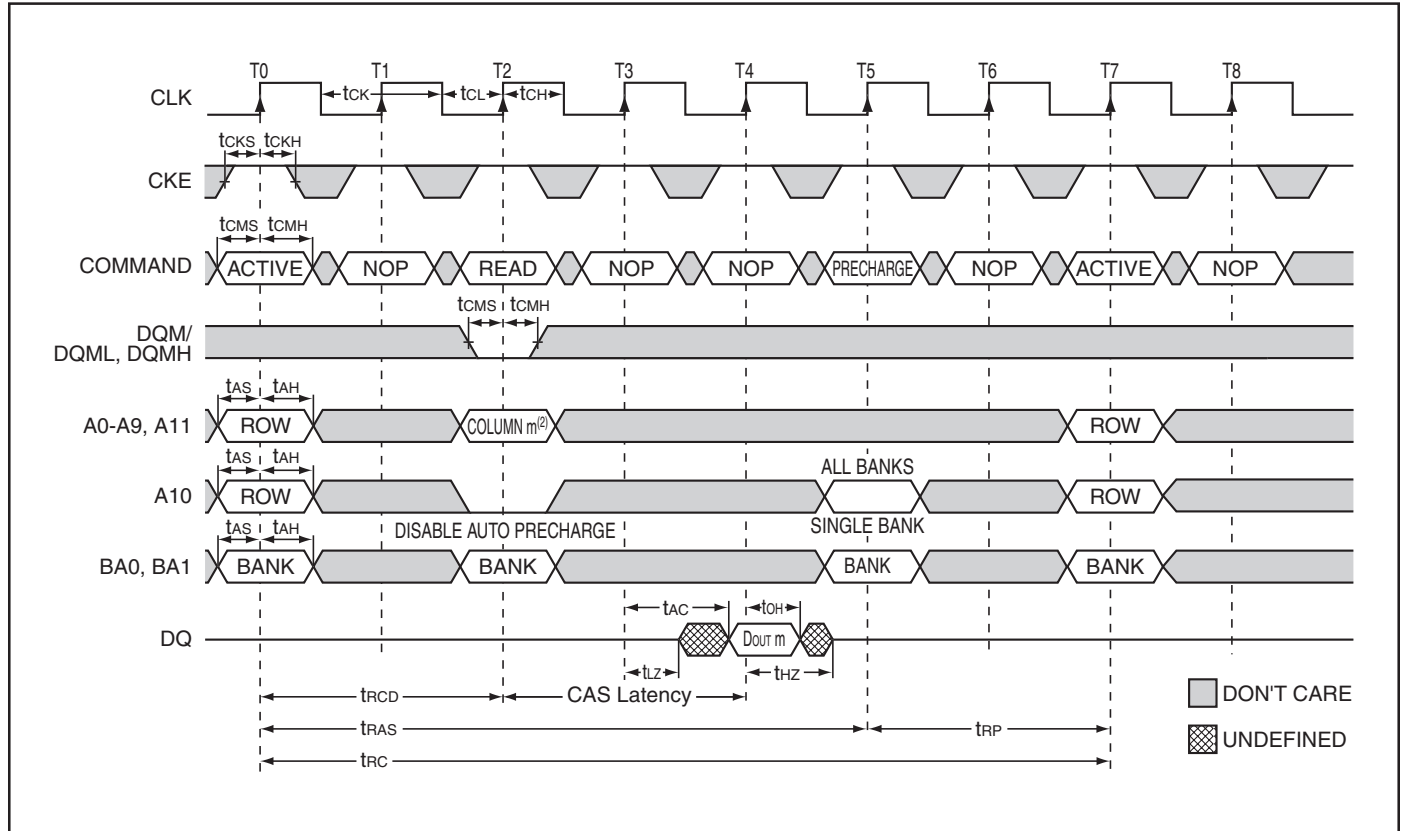 T0 T1 T2 T3 T4 T5 T6 T7 T8
CLK
tCK tCL tCH
tCKS tCKH
CKE
tCMS tCMH
COMMAND ACTIVE NOP READ NOP NOP PRECHARGE NOP ACTIVE NOP
tCMS tCMH
DQM/
DQML, DQMH
tAS tAH
A0-A9, A11 ROW COLUMN m(2) ROW
tAS tAH ALL BANKS
A10 ROW ROW
tAS tAH DISABLE AUTO PRECHARGE SINGLE BANK
BA0, BA1 BANK BANK BANK BANK
tAC tOH
DQ DOUT m
tLZ tHZ
tRCD CAS Latency
DON'T CARE
tRAS tRP
UNDEFINED
tRC